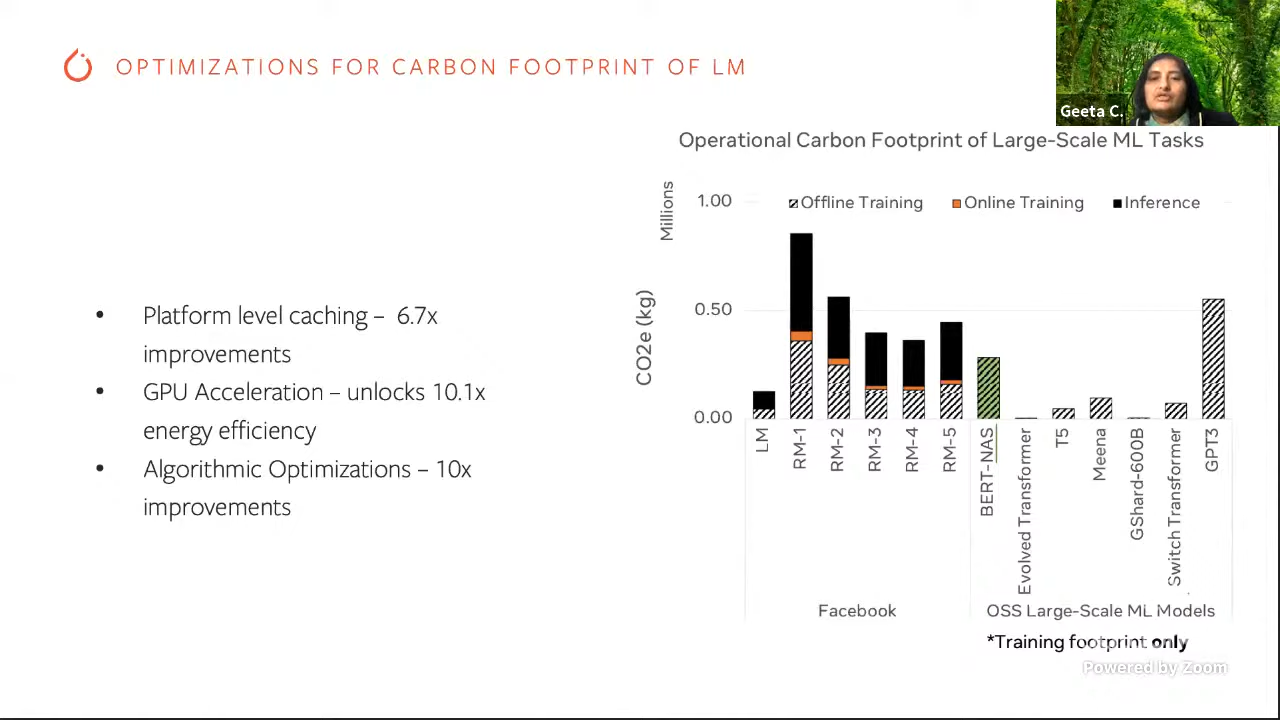 OPTIMIZATIONS FOR CARBON FOOTPRINT OF LM
Geeta C.
• Platform level caching – 6.7x
improvements
• GPU Acceleration – unlocks 10.1x
energy efficiency
• Algorithmic Optimizations – 10x
improvements
Operational Carbon Footprint of Large-Scale ML Tasks
Millions
CO2e (kg)
1.00
0.50
0.00
Offline Training
Online Training
Inference
LM
RM-1
RM-2
RM-3
RM-4
RM-5
BERT-NAS
Evolved Transformer
T5
Meena
GShard-600B
Switch Transformer
GPT3
Facebook
OSS Large-Scale ML Models
*Training footprint only
Powered by Zoom